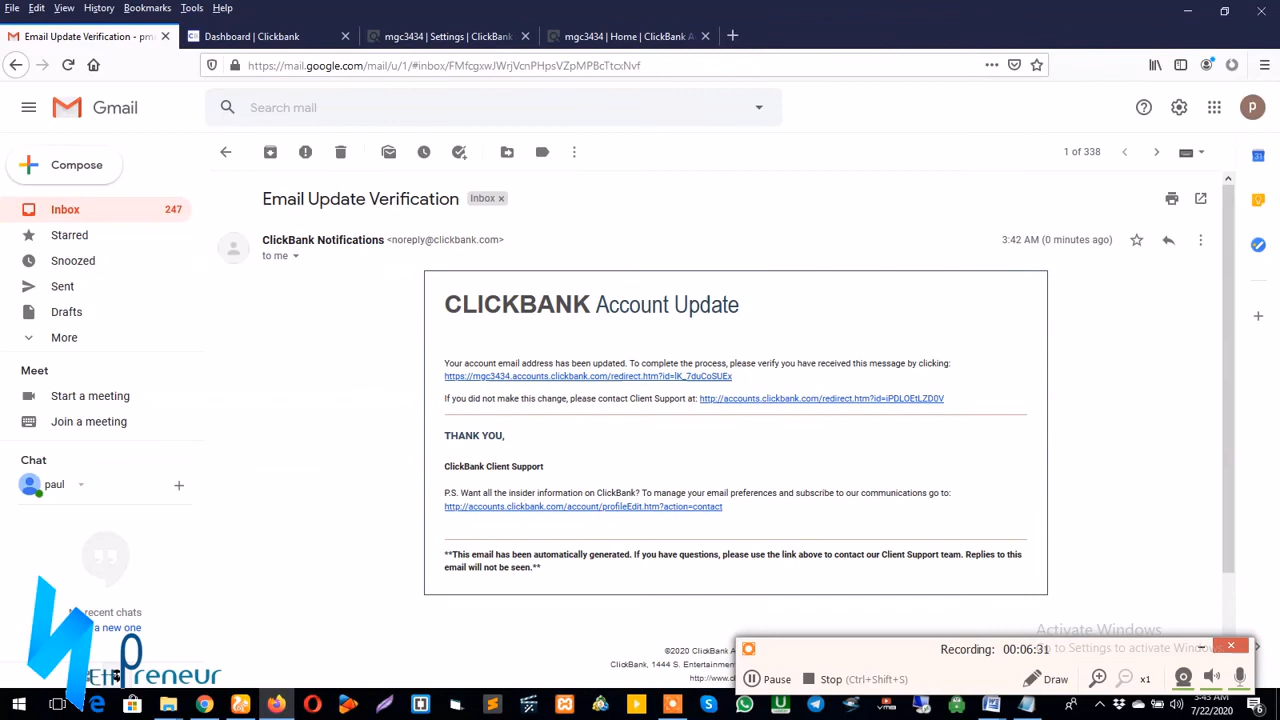 File Edit View History Bookmarks Tools Help
Email Update Verification - pm
Dashboard | Clickbank
mgc3434 | Settings | ClickBank
mgc3434 | Home | ClickBank A
https://mail.google.com/mail/u/1/#inbox/FMfcgxwJWrjVcnPHpsVZpMPBcTtcxNvf
Gmail
Search mail
p
Compose
1 of 338
Inbox 247
Starred
Snoozed
Sent
Drafts
More
Meet
Start a meeting
Join a meeting
Chat
paul
recent chats
a new one
Email Update Verification Inbox x
ClickBank Notifications <noreply@clickbank.com>
3:42 AM (0 minutes ago)
to me
CLICKBANK Account Update
Your account email address has been updated. To complete the process, please verify you have received this message by clicking:
https://mgc3434.accounts.clickbank.com/redirect.htm?id=lK_7duCoSUEx
If you did not make this change, please contact Client Support at: http://accounts.clickbank.com/redirect.htm?id=iPDLOEtLZD0V
THANK YOU,
ClickBank Client Support
P.S. Want all the insider information on ClickBank? To manage your email preferences and subscribe to our communications go to:
http://accounts.clickbank.com/account/profileEdit.htm?action=contact
**This email has been automatically generated. If you have questions, please use the link above to contact our Client Support team. Replies to this
email will not be seen.**
©2020 ClickBank A
ClickBank, 1444 S. Entertainmen
Activate Windows
Go to Settings to activate Windows
Recording: 00:06:31
Pause Stop (Ctrl+Shift+S) Draw x1
Preneur
3:45 AM
7/22/2020